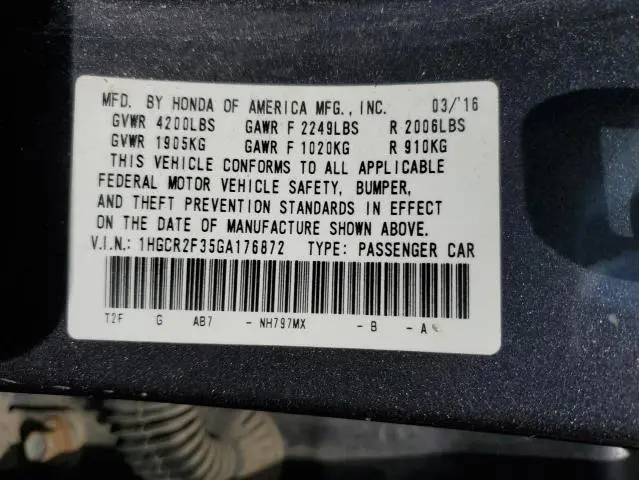 MFD. BY HONDA OF AMERICA MFG., INC. 03/'16
GVWR 4200LBS GAWR F 2249LBS R 2006LBS
GVWR 1905KG GAWR F 1020KG R 910KG
THIS VEHICLE CONFORMS TO ALL APPLICABLE
FEDERAL MOTOR VEHICLE SAFETY, BUMPER,
AND THEFT PREVENTION STANDARDS IN EFFECT
ON THE DATE OF MANUFACTURE SHOWN ABOVE.
V.I.N.: 1HGCR2F35GA176872 TYPE: PASSENGER CAR
T2F G AB7 - NH797MX - B - A